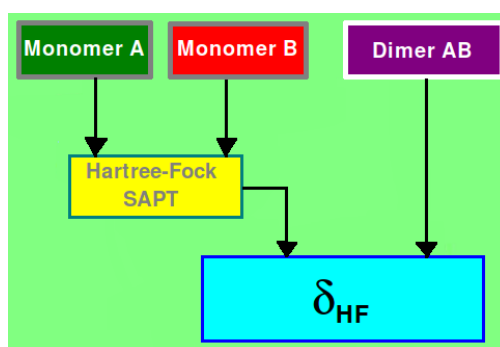 Monomer A
Monomer B
Dimer AB
Hartree-Fock
SAPT
δHF